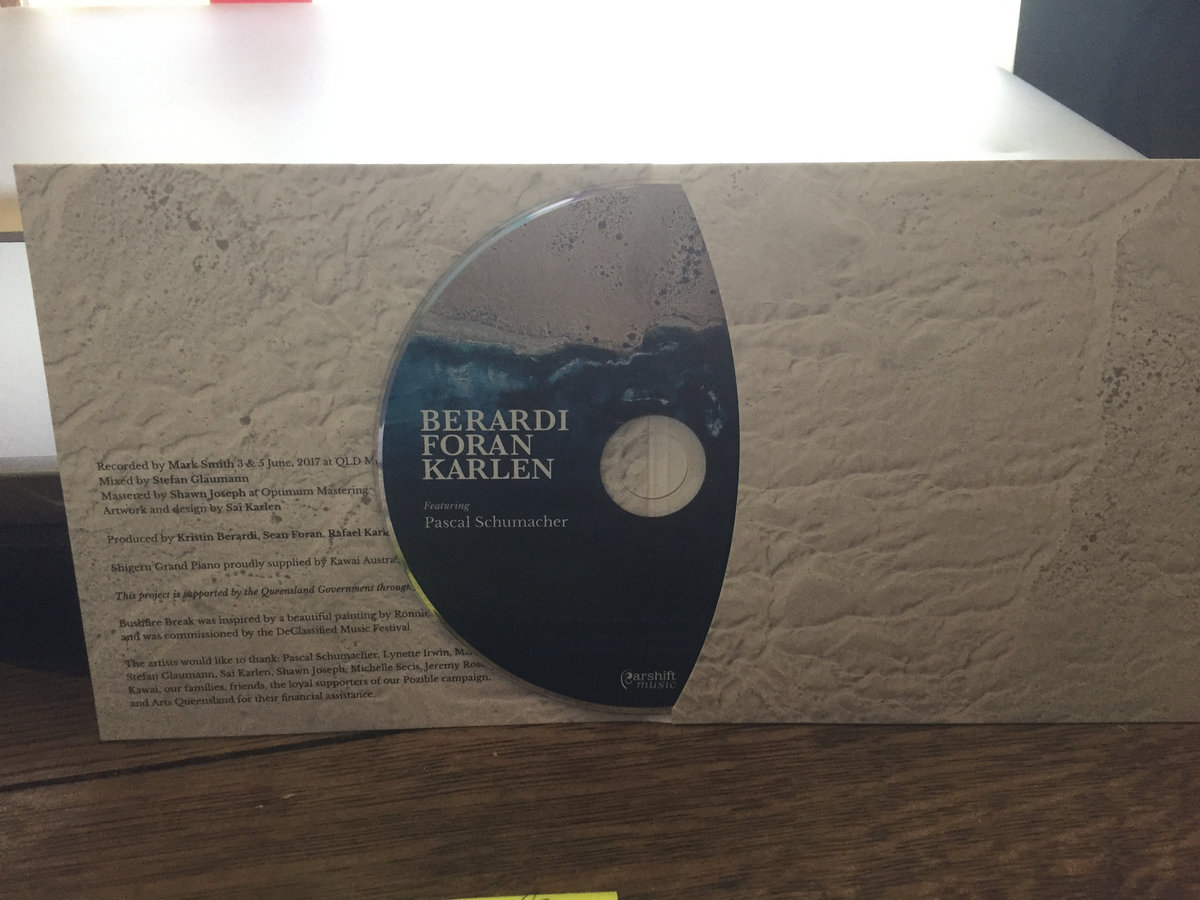 Recorded by Mark Smith 3 & 5 June, 2017 at QLD
Mixed by Stefan Glaumann
Mastered by Shawn Joseph at Optimum Mastering
Artwork and design by Sai Karlen
Produced by Kristin Berardi, Sean Foran, Rafael
Shigeru Grand Piano proudly supplied by Kawai
This project is supported by the Queensland Government through
Bushfire Break was inspired by a beautiful painting by Ronnie
and was commissioned by the DeClassified Music Festival
The artists would like to thank: Pascal Schumacher, Lynette Irwin,
Stefan Glaumann, Sai Karlen, Shawn Joseph, Michelle Secis, Jeremy
Kawai, our families, friends, the loyal supporters of our Pozible campaign,
and Arts Queensland for their financial assistance.
BERARDI
FORAN
KARLEN
Featuring
Pascal Schumacher
earshift
music